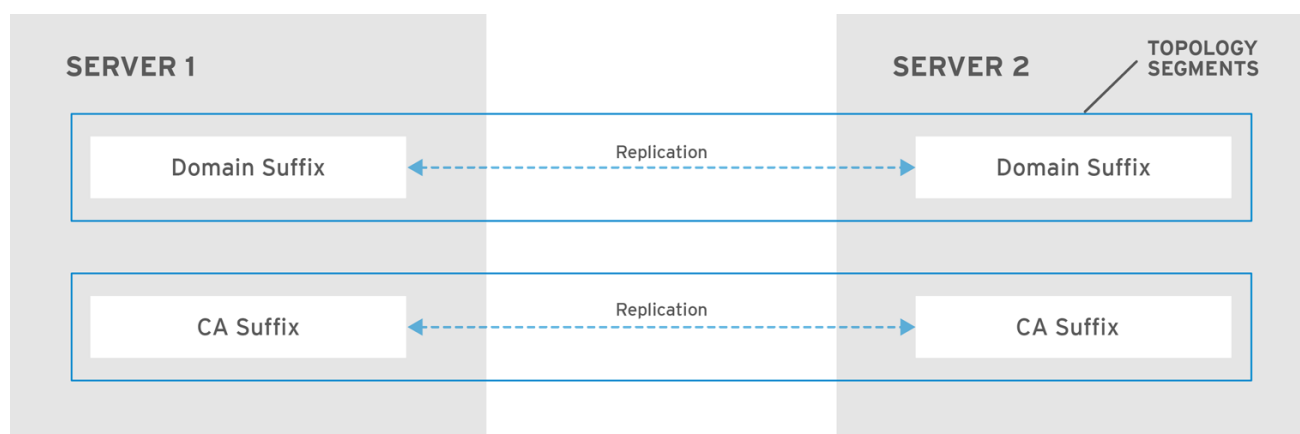 SERVER 1
SERVER 2
TOPOLOGY
SEGMENTS
Domain Suffix
Replication
Domain Suffix
CA Suffix
Replication
CA Suffix